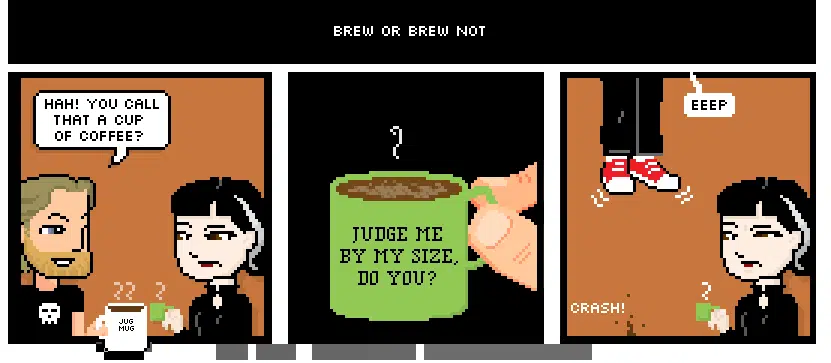 BREW OR BREW NOT
HAH! YOU CALL
THAT A CUP
OF COFFEE?
JUG
MUG
JUDGE ME
BY MY SIZE,
DO YOU?
EEEP
CRASH!